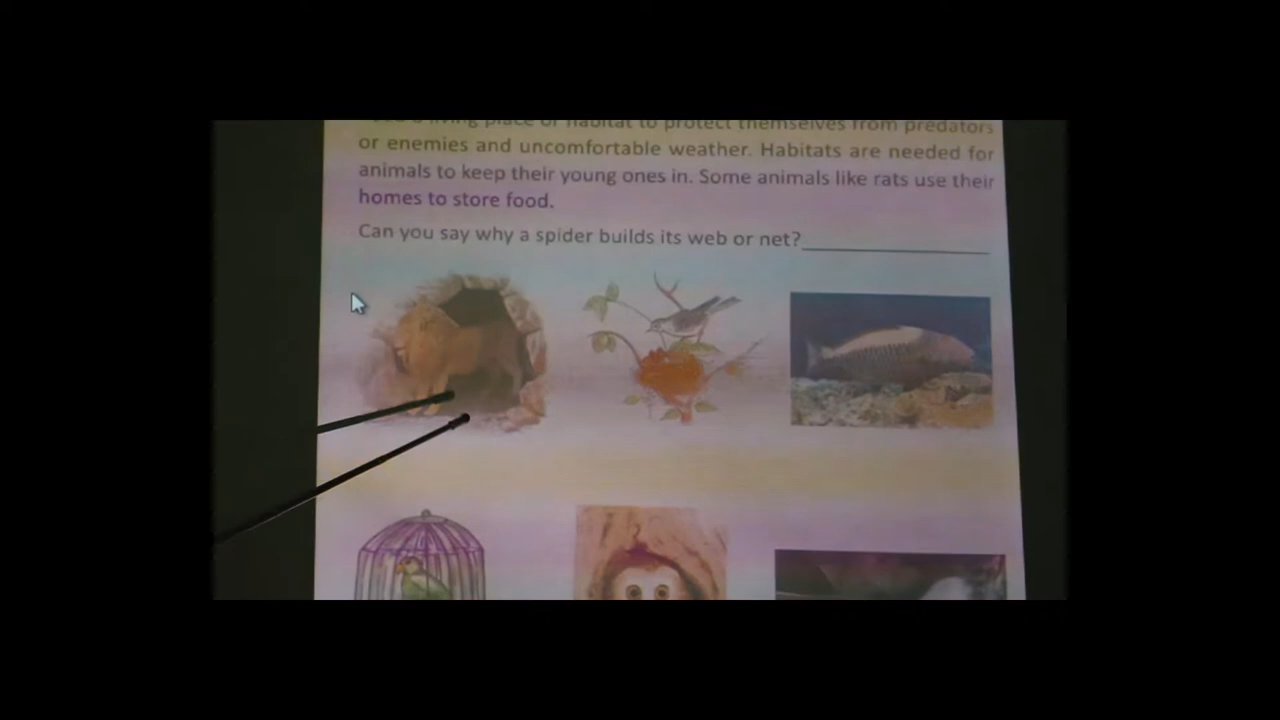 a living place or habitat to protect themselves from predators
or enemies and uncomfortable weather. Habitats are needed for
animals to keep their young ones in. Some animals like rats use their
homes to store food.
Can you say why a spider builds its web or net?